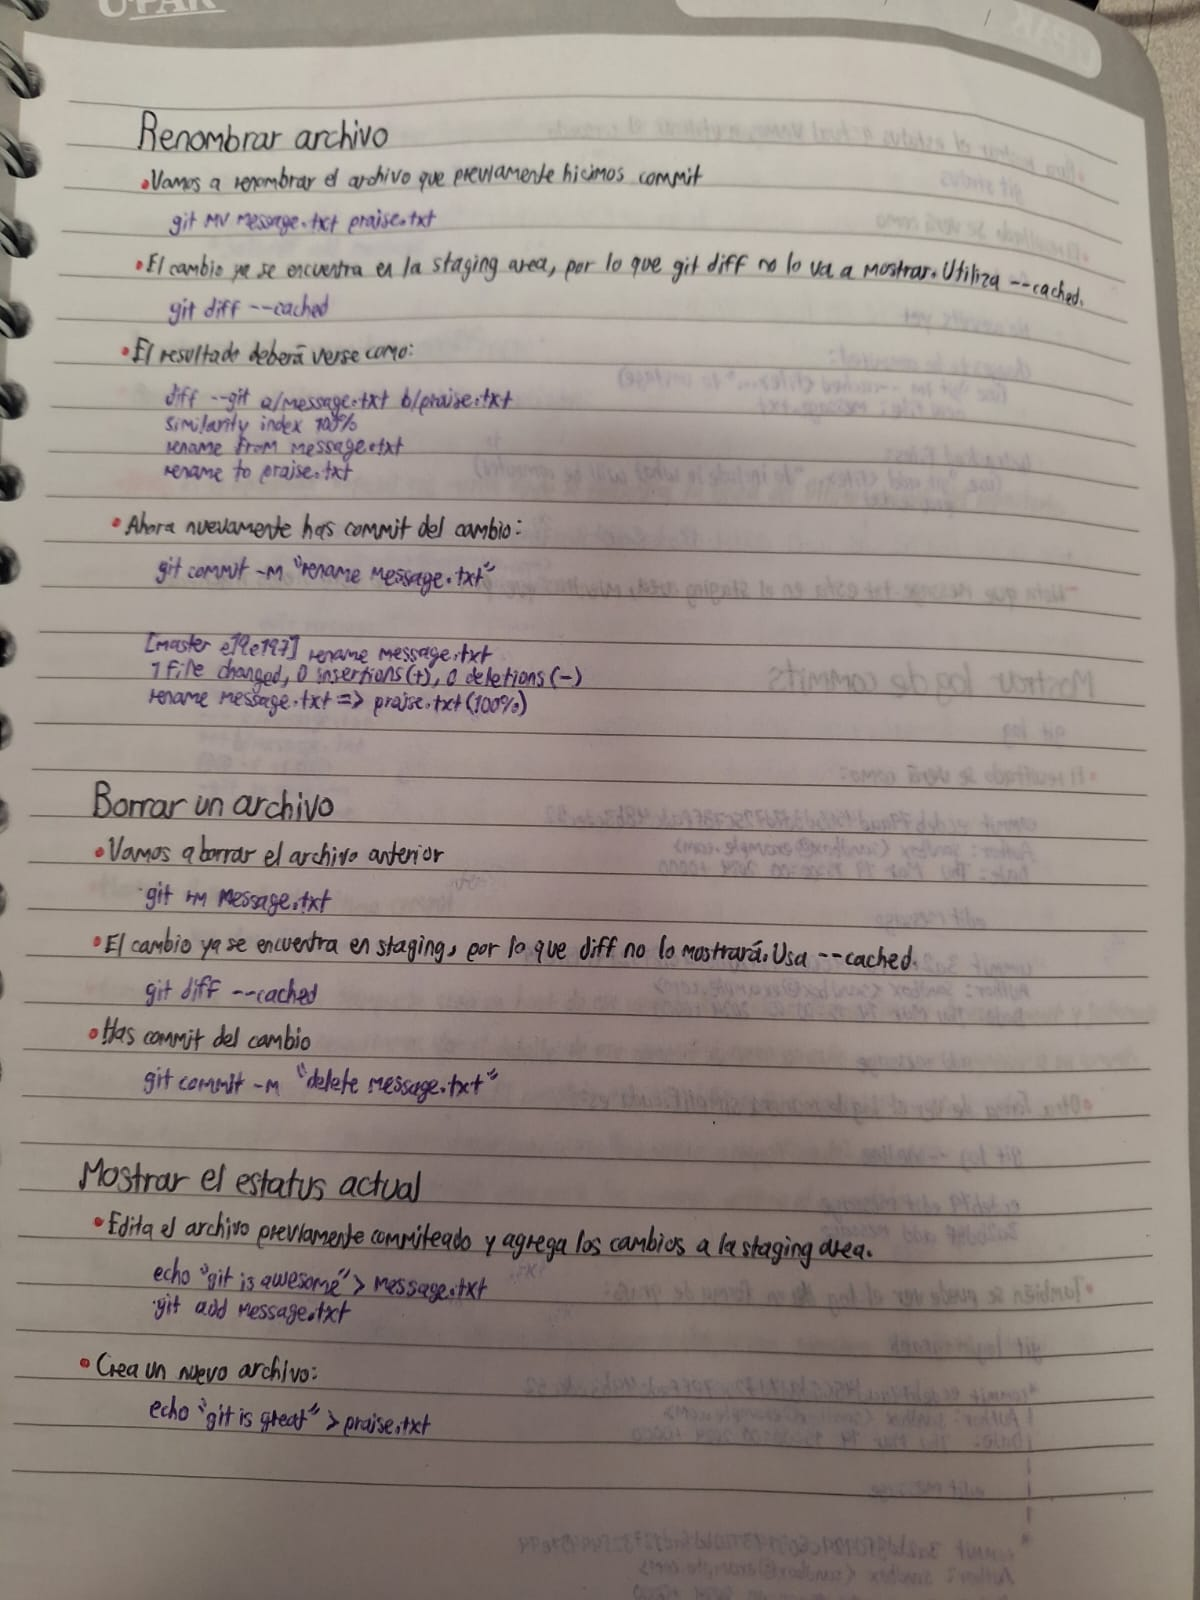 UPAK
Renombrar archivo
•Vamos a renombrar el archivo que previamente hicimos commit
git mv message.txt praise.txt
•El cambio ya se encuentra en la staging area, por lo que git diff no lo va a mostrar. Utiliza --cached.
git diff --cached
•El resultado deberá verse como:
diff --git a/message.txt b/praise.txt
similarity index 100%
rename from message.txt
rename to praise.txt
•Ahora nuevamente has commit del cambio:
git commit -m "rename message.txt"
[master e19e197] rename message.txt
1 file changed, 0 insertions(+), 0 deletions(-)
rename message.txt => praise.txt (100%)
Borrar un archivo
•Vamos a borrar el archivo anterior
git rm message.txt
•El cambio ya se encuentra en staging, por lo que diff no lo mostrará. Usa --cached.
git diff --cached
•Has commit del cambio
git commit -m "delete message.txt"
Mostrar el estatus actual
•Edita el archivo previamente commiteado y agrega los cambios a la staging area.
echo "git is awesome" > message.txt
git add message.txt
•Crea un nuevo archivo:
echo "git is great" > praise.txt